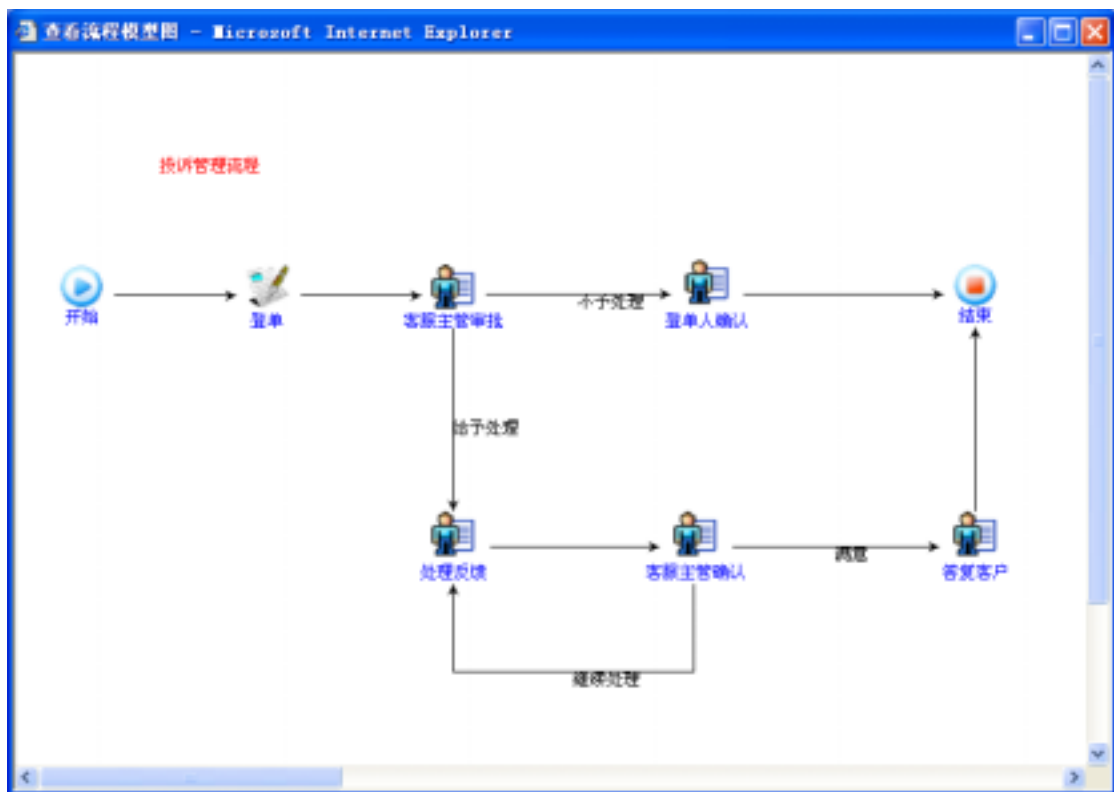 查看流程模型图 - Microsoft Internet Explorer
投诉管理流程
开始
登单
客服主管审批
不予处理
登单人确认
结束
给予处理
处理反馈
客服主管确认
满意
答复客户
继续处理